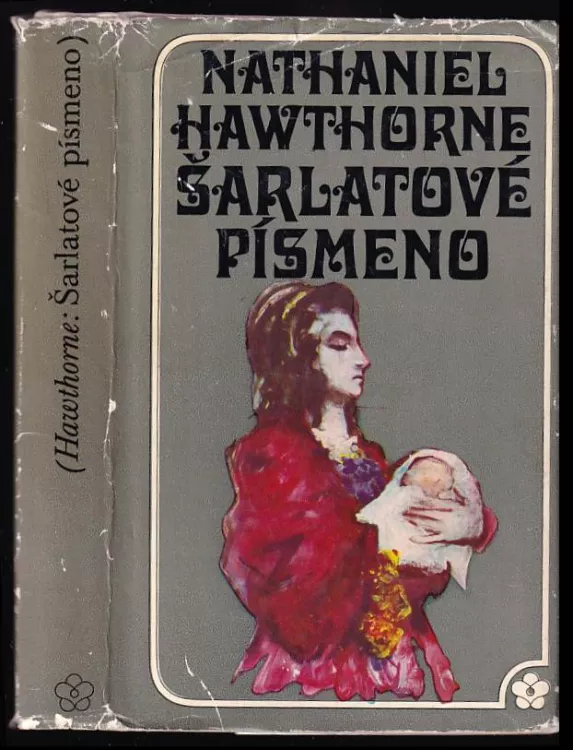 (Hawthorne: Šarlatové písmeno)
NATHANIEL
HAWTHORNE
ŠARLATOVÉ
PÍSMENO